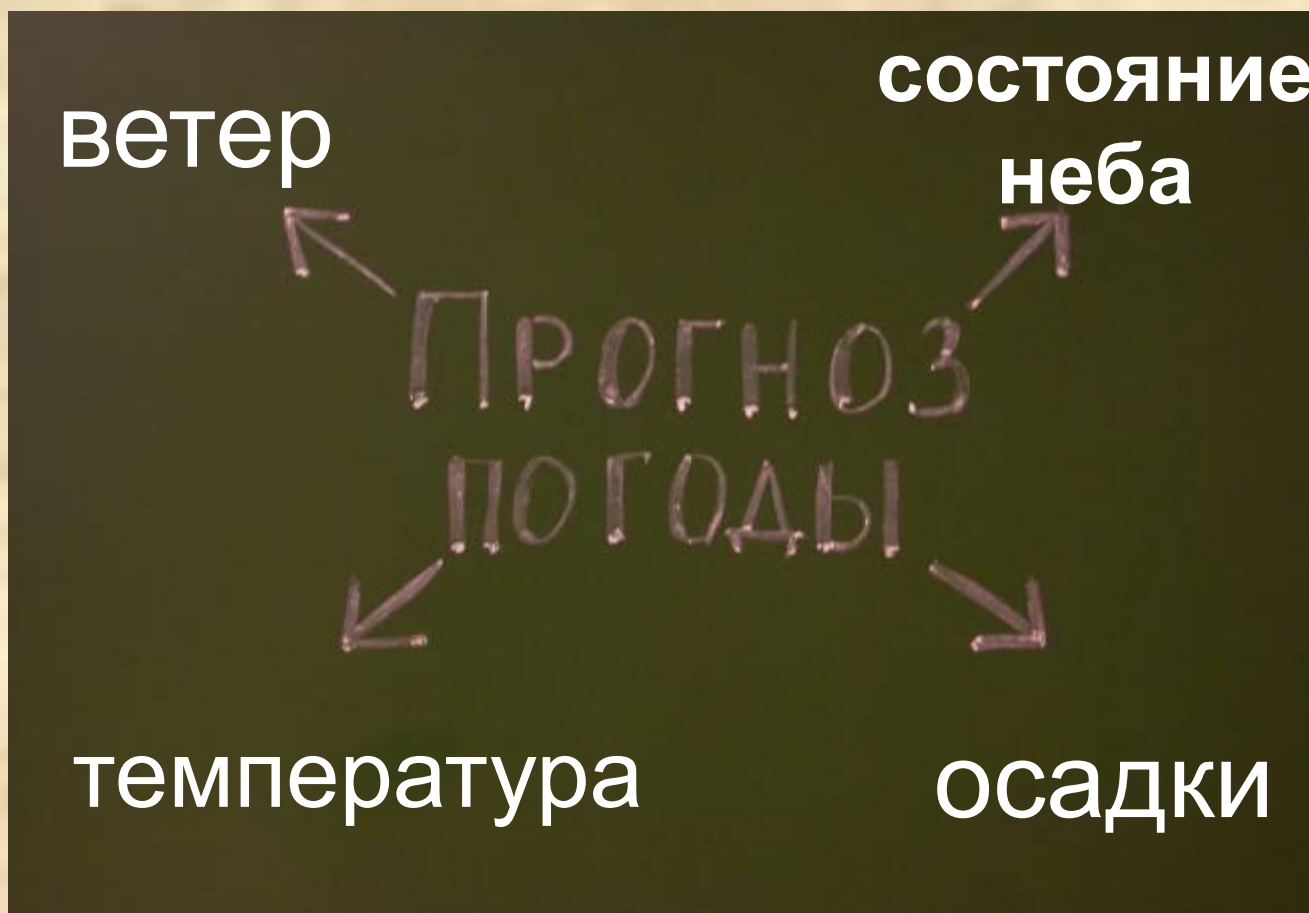 ветер
состояние
неба
Прогноз
погоды
температура
осадки